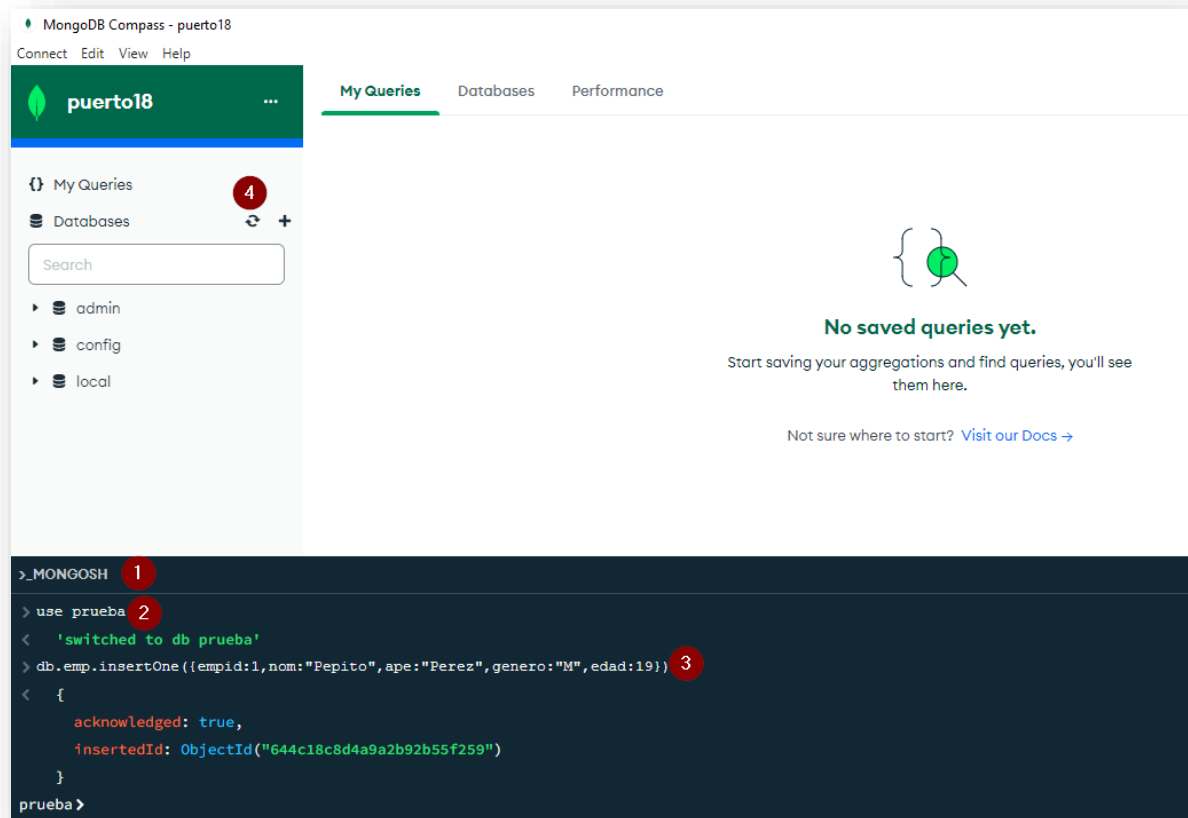 MongoDB Compass - puerto18
Connect Edit View Help
puerto18 ...
My Queries Databases Performance
{} My Queries
4
Databases +
Search
admin
config
local
No saved queries yet.
Start saving your aggregations and find queries, you'll see
them here.
Not sure where to start? Visit our Docs →
>_MONGOSH 1
> use prueba 2
< 'switched to db prueba'
> db.emp.insertOne({empid:1,nom:"Pepito",ape:"Perez",genero:"M",edad:19}) 3
< {
acknowledged: true,
insertedId: ObjectId("644c18c8d4a9a2b92b55f259")
}
prueba>